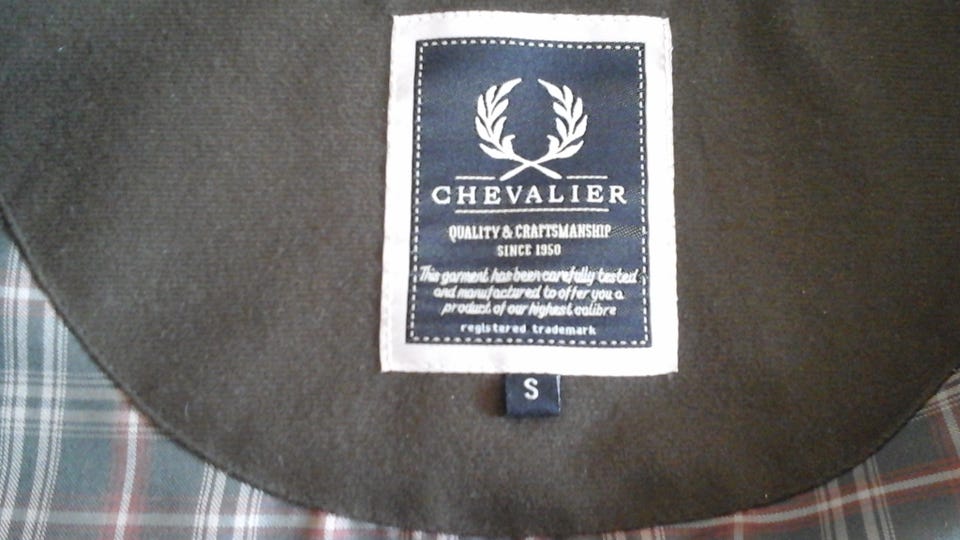 CHEVALIER
QUALITY & CRAFTSMANSHIP
SINCE 1950
This garment has been carefully tested
and manufactured to offer you a
product of our highest calibre
registered trademark
S